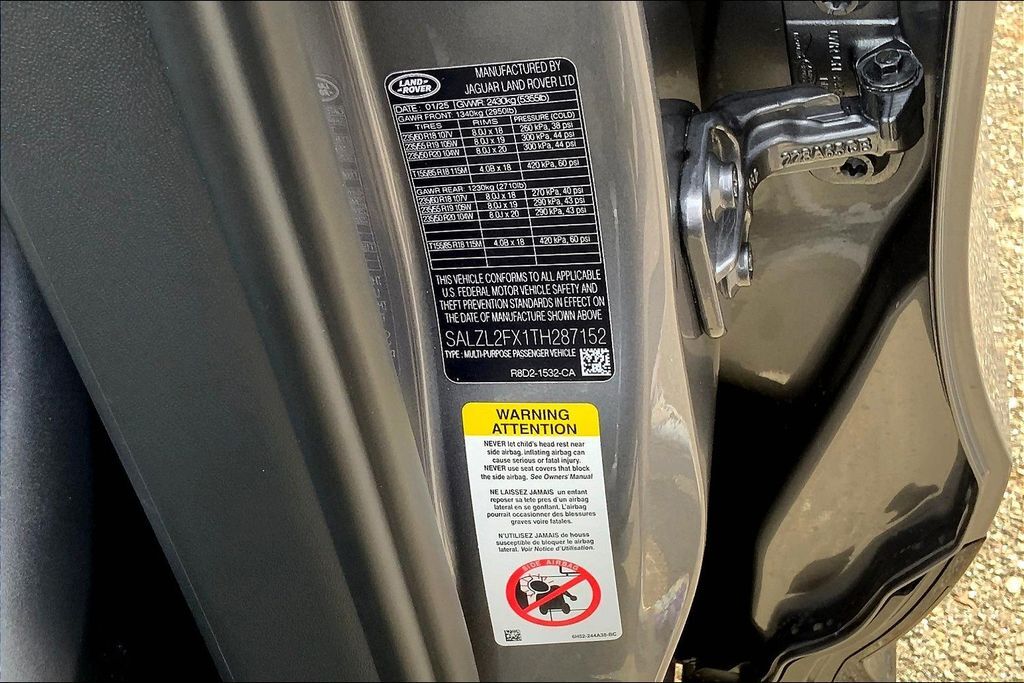 LAND-
ROVER
MANUFACTURED BY
JAGUAR LAND ROVER LTD
DATE. 01/25 GVWR 2430kg (5355lb)
GAWR FRONT 1340kg (2950lb)
TIRES RIMS PRESSURE (COLD)
235/60 R18 107V 8.0J x 18 260 kPa, 38 psi
235/55 R19 105W 8.0J x 19 300 kPa, 44 psi
235/50 R20 104W 8.0J x 20 300 kPa, 44 psi
T155/85 R18 115M 4.0B x 18 420 kPa, 60 psi
GAWR REAR 1230kg (2710lb)
235/60 R18 107V 8.0J x 18 270 kPa, 40 psi
235/55 R19 105W 8.0J x 19 290 kPa, 43 psi
235/50 R20 104W 8.0J x 20 290 kPa, 43 psi
T155/85 R18 115M 4.0B x 18 420 kPa, 60 psi
THIS VEHICLE CONFORMS TO ALL APPLICABLE
U.S. FEDERAL MOTOR VEHICLE SAFETY AND
THEFT PREVENTION STANDARDS IN EFFECT ON
THE DATE OF MANUFACTURE SHOWN ABOVE
SALZL2FX1TH287152
TYPE : MULTI-PURPOSE PASSENGER VEHICLE
R8D2-1532-CA
WARNING
ATTENTION
NEVER let child's head rest near
side airbag, inflating airbag can
cause serious or fatal injury.
NEVER use seat covers that block
the side airbag. See Owners Manual
NE LAISSEZ JAMAIS un enfant
reposer sa tete pres d'un airbag
lateral en se gonflant. L'airbag
pourrait occasionner des blessures
graves voire fatales.
N'UTILISEZ JAMAIS de housse
susceptible de bloquer le airbag
lateral. Voir Notice d'Utilisation.
SIDE AIRBAG
6H52-244A38-BC